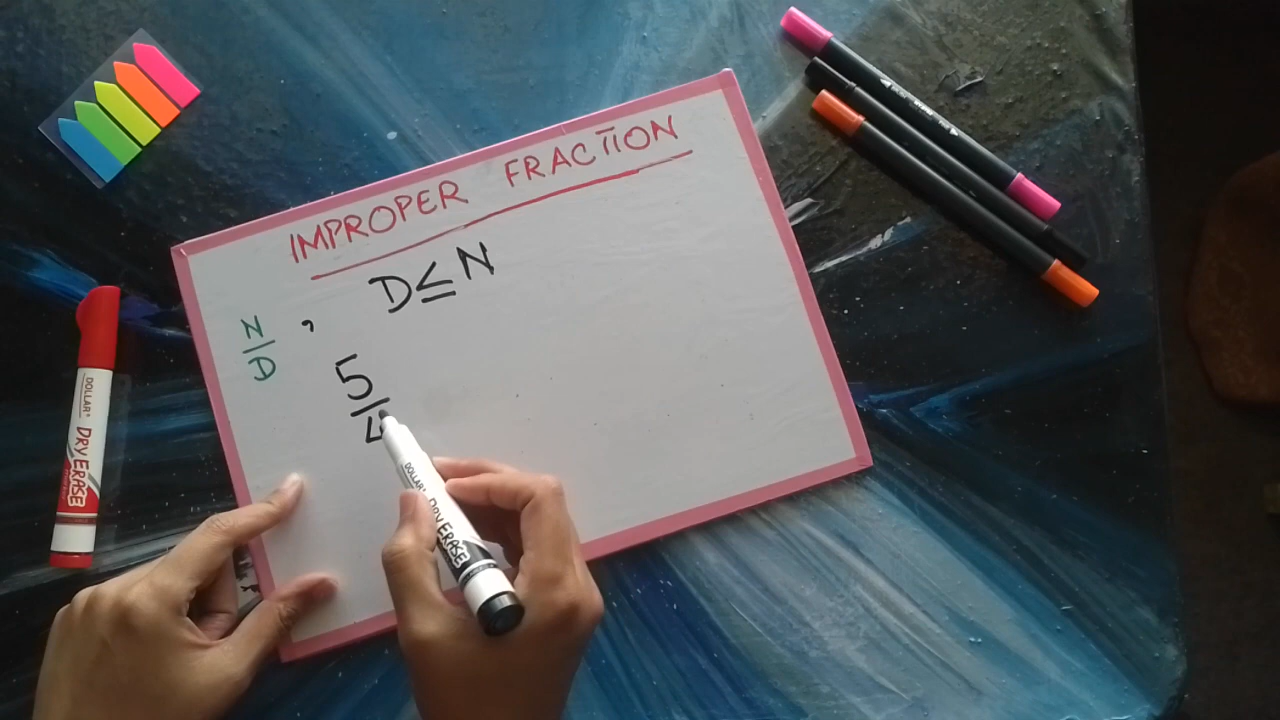 IMPROPER FRACTION
D ≤ N
N/D ,
5/4
DOLLAR® DRY ERASE
DOLLAR® DRY ERASE